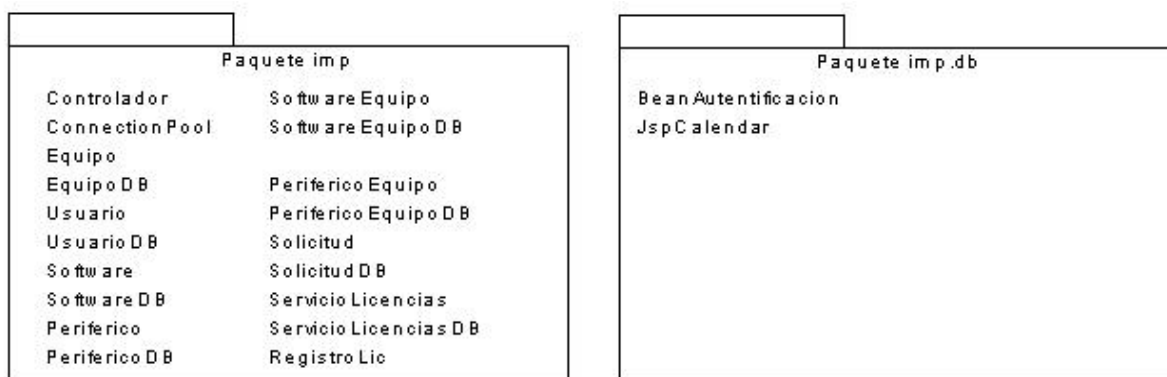 Paquete imp
Controlador
ConnectionPool
Equipo
EquipoDB
Usuario
UsuarioDB
Software
SoftwareDB
Periferico
PerifericoDB
SoftwareEquipo
SoftwareEquipoDB
PerifericoEquipo
PerifericoEquipoDB
Solicitud
SolicitudDB
ServicioLicencias
ServicioLicenciasDB
RegistroLic
Paquete imp.db
BeanAutentificacion
JspCalendar